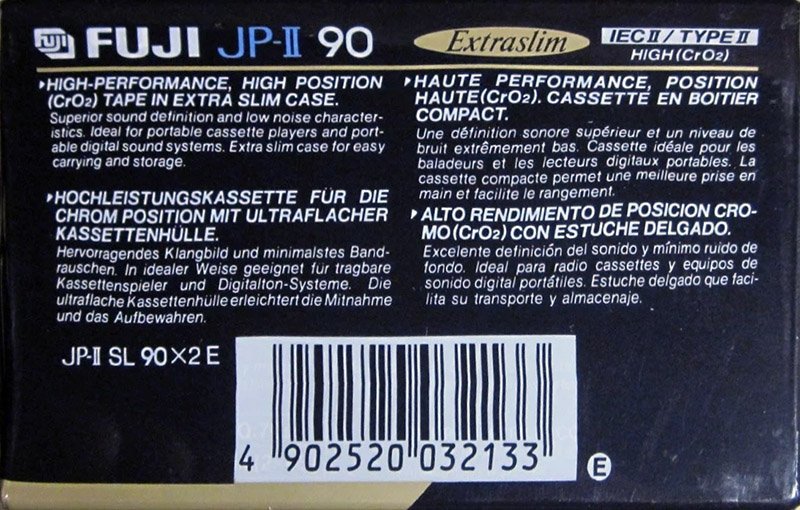 FUJI FUJI JP-II 90
Extraslim
IEC II / TYPE II
HIGH (CrO2)
HIGH-PERFORMANCE, HIGH POSITION
(CrO2) TAPE IN EXTRA SLIM CASE.
Superior sound definition and low noise character-
istics. Ideal for portable cassette players and port-
able digital sound systems. Extra slim case for easy
carrying and storage.
HOCHLEISTUNGSKASSETTE FÜR DIE
CHROM POSITION MIT ULTRAFLACHER
KASSETTENHÜLLE.
Hervorragendes Klangbild und minimalstes Band-
rauschen. In idealer Weise geeignet für tragbare
Kassettenspieler und Digitalton-Systeme. Die
ultraflache Kassettenhülle erleichtert die Mitnahme
und das Aufbewahren.
HAUTE PERFORMANCE, POSITION
HAUTE (CrO2). CASSETTE EN BOITIER
COMPACT.
Une définition sonore supérieur et un niveau de
bruit extrêmement bas. Cassette idéale pour les
baladeurs et les lecteurs digitaux portables. La
cassette compacte permet une meilleure prise en
main et facilite le rangement.
ALTO RENDIMIENTO DE POSICION CRO-
MO (CrO2) CON ESTUCHE DELGADO.
Excelente definición del sonido y mínimo ruido de
fondo. Ideal para radio cassettes y equipos de
sonido digital portátiles. Estuche delgado que faci-
lita su transporte y almacenaje.
JP-II SL 90×2 E
4 902520 032133
E